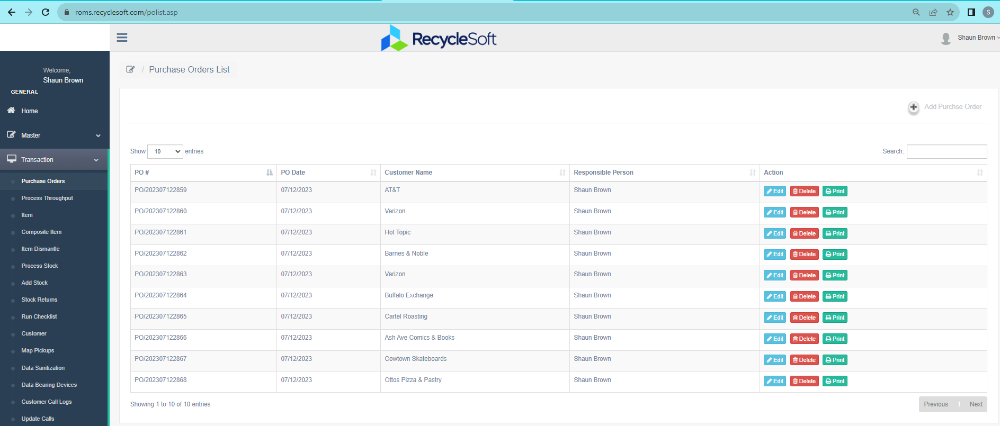 roms.recyclesoft.com/polist.asp
S
RecycleSoft
Shaun Brown
Welcome,
Shaun Brown
GENERAL
Home
Master
Transaction
Purchase Orders
Process Throughput
Item
Composite Item
Item Dismantle
Process Stock
Add Stock
Stock Returns
Run Checklist
Customer
Map Pickups
Data Sanitization
Data Bearing Devices
Customer Call Logs
Update Calls
/ Purchase Orders List
Add Purchse Order
Show 10 entries
Search:
PO # PO Date Customer Name Responsible Person Action
PO/202307122859 07/12/2023 AT&T Shaun Brown Edit Delete Print
PO/202307122860 07/12/2023 Verizon Shaun Brown Edit Delete Print
PO/202307122861 07/12/2023 Hot Topic Shaun Brown Edit Delete Print
PO/202307122862 07/12/2023 Barnes & Noble Shaun Brown Edit Delete Print
PO/202307122863 07/12/2023 Verizon Shaun Brown Edit Delete Print
PO/202307122864 07/12/2023 Buffalo Exchange Shaun Brown Edit Delete Print
PO/202307122865 07/12/2023 Cartel Roasting Shaun Brown Edit Delete Print
PO/202307122866 07/12/2023 Ash Ave Comics & Books Shaun Brown Edit Delete Print
PO/202307122867 07/12/2023 Cowtown Skateboards Shaun Brown Edit Delete Print
PO/202307122868 07/12/2023 Ottos Pizza & Pastry Shaun Brown Edit Delete Print
Showing 1 to 10 of 10 entries
Previous 1 Next